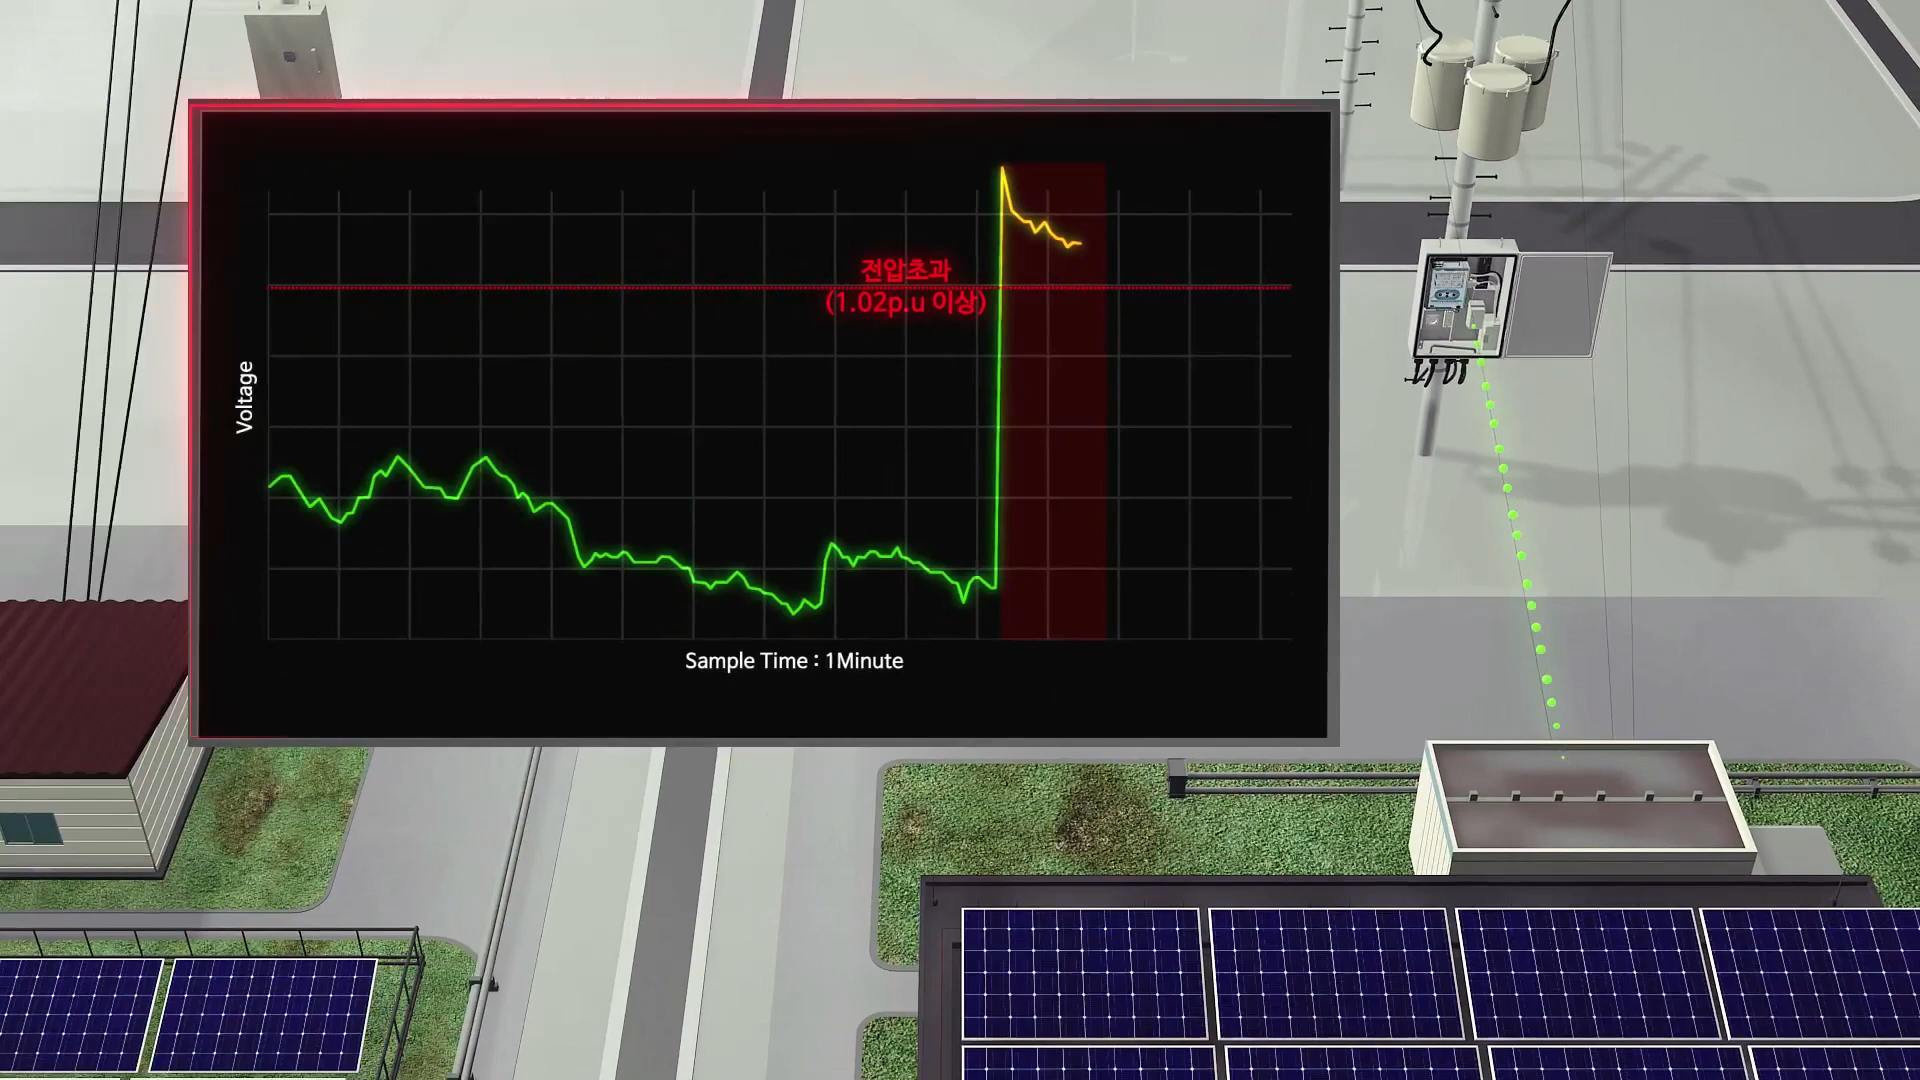 전압초과
(1.02p.u 이상)
Voltage
Sample Time : 1Minute